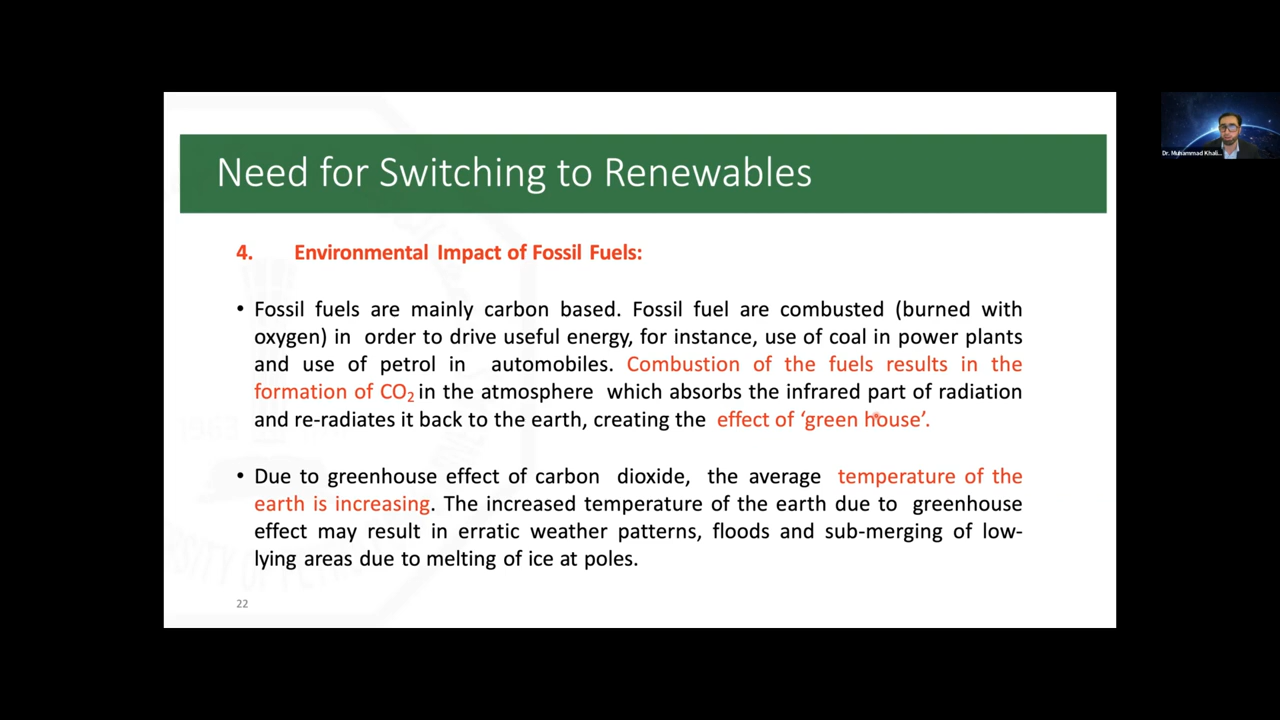 Need for Switching to Renewables
Dr. Muhammad Khali...
4. Environmental Impact of Fossil Fuels:
• Fossil fuels are mainly carbon based. Fossil fuel are combusted (burned with
oxygen) in order to drive useful energy, for instance, use of coal in power plants
and use of petrol in automobiles. Combustion of the fuels results in the
formation of CO₂ in the atmosphere which absorbs the infrared part of radiation
and re-radiates it back to the earth, creating the effect of ‘green house’.
• Due to greenhouse effect of carbon dioxide, the average temperature of the
earth is increasing. The increased temperature of the earth due to greenhouse
effect may result in erratic weather patterns, floods and sub-merging of low-
lying areas due to melting of ice at poles.
22